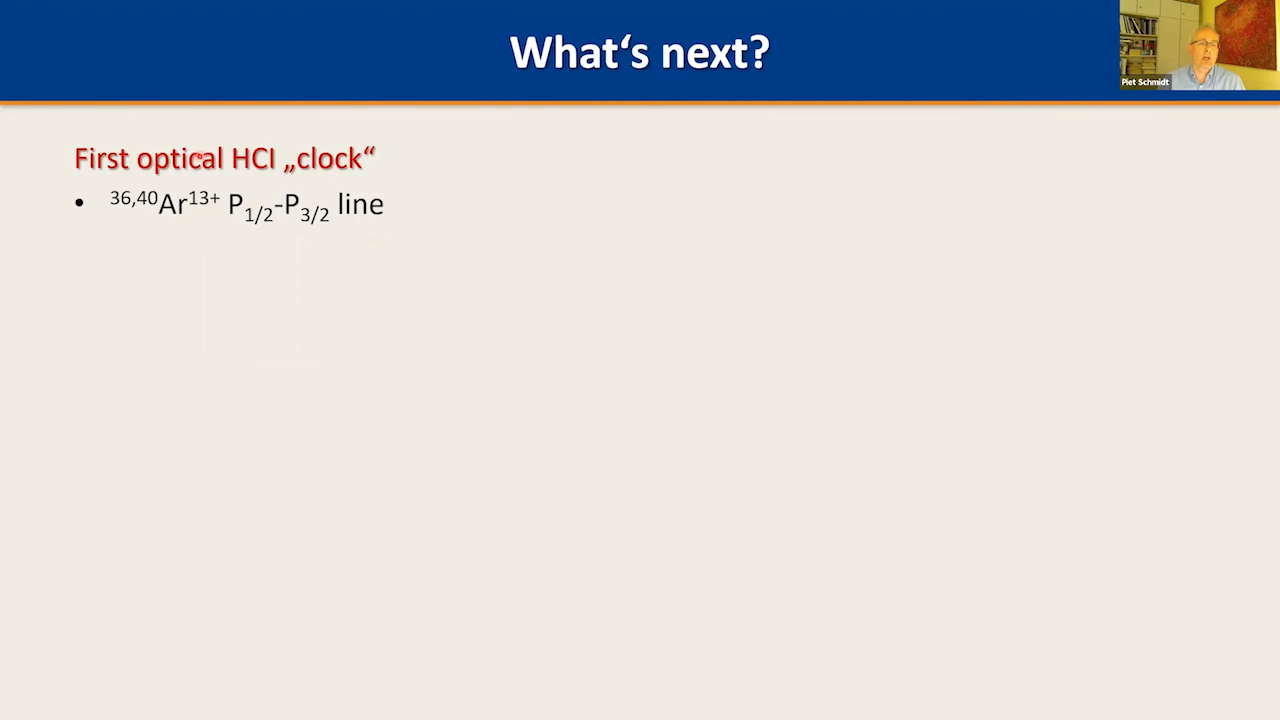 What‘s next?
Piet Schmidt
First optical HCI „clock“
• ³⁶,⁴⁰Ar¹³⁺ P₁/₂-P₃/₂ line